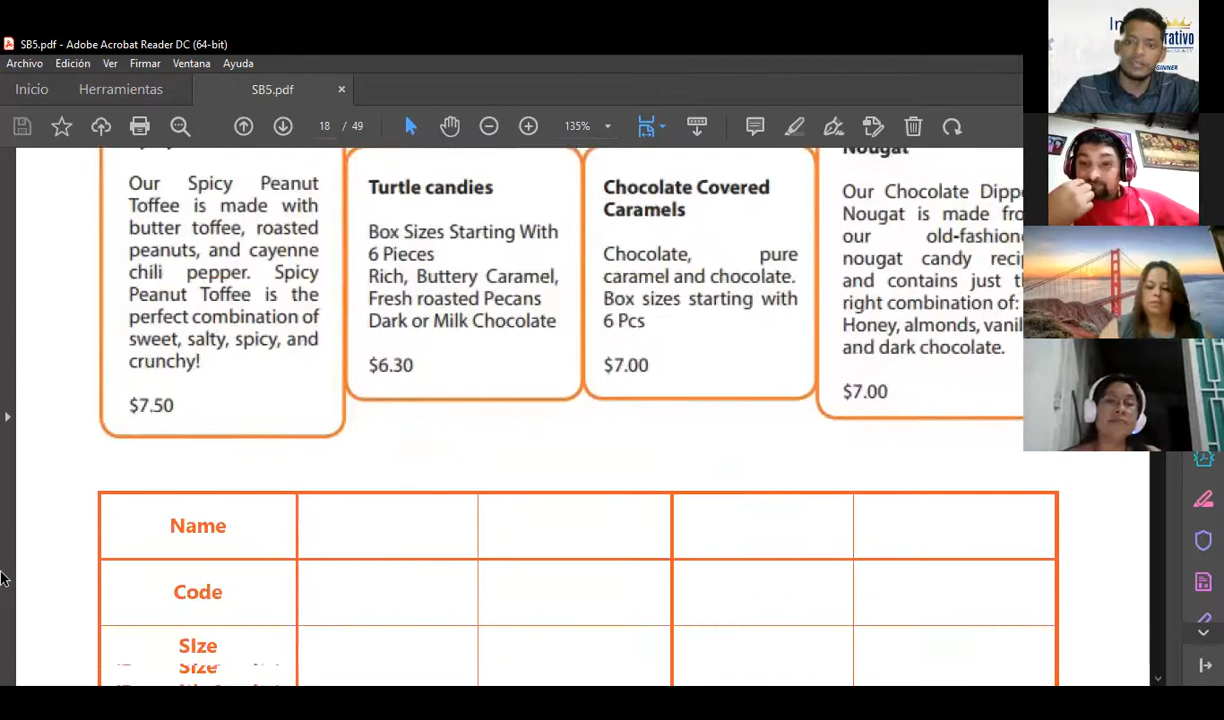 SB5.pdf - Adobe Acrobat Reader DC (64-bit)
Archivo Edición Ver Firmar Ventana Ayuda
Inicio Herramientas SB5.pdf ×
18 / 49 135%
Our Spicy Peanut
Toffee is made with
butter toffee, roasted
peanuts, and cayenne
chili pepper. Spicy
Peanut Toffee is the
perfect combination of
sweet, salty, spicy, and
crunchy!
$7.50
Turtle candies
Box Sizes Starting With
6 Pieces
Rich, Buttery Caramel,
Fresh roasted Pecans
Dark or Milk Chocolate
$6.30
Chocolate Covered
Caramels
Chocolate, pure
caramel and chocolate.
Box sizes starting with
6 Pcs
$7.00
Nougat
Our Chocolate Dipp
Nougat is made fro
our old-fashion
nougat candy recip
and contains just t
right combination of:
Honey, almonds, vanil
and dark chocolate.
$7.00
Name
Code
SIze
In
rativo
GINNER